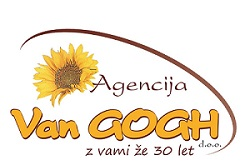 Agencija
Van GOGH d.o.o.
z vami že 30 let